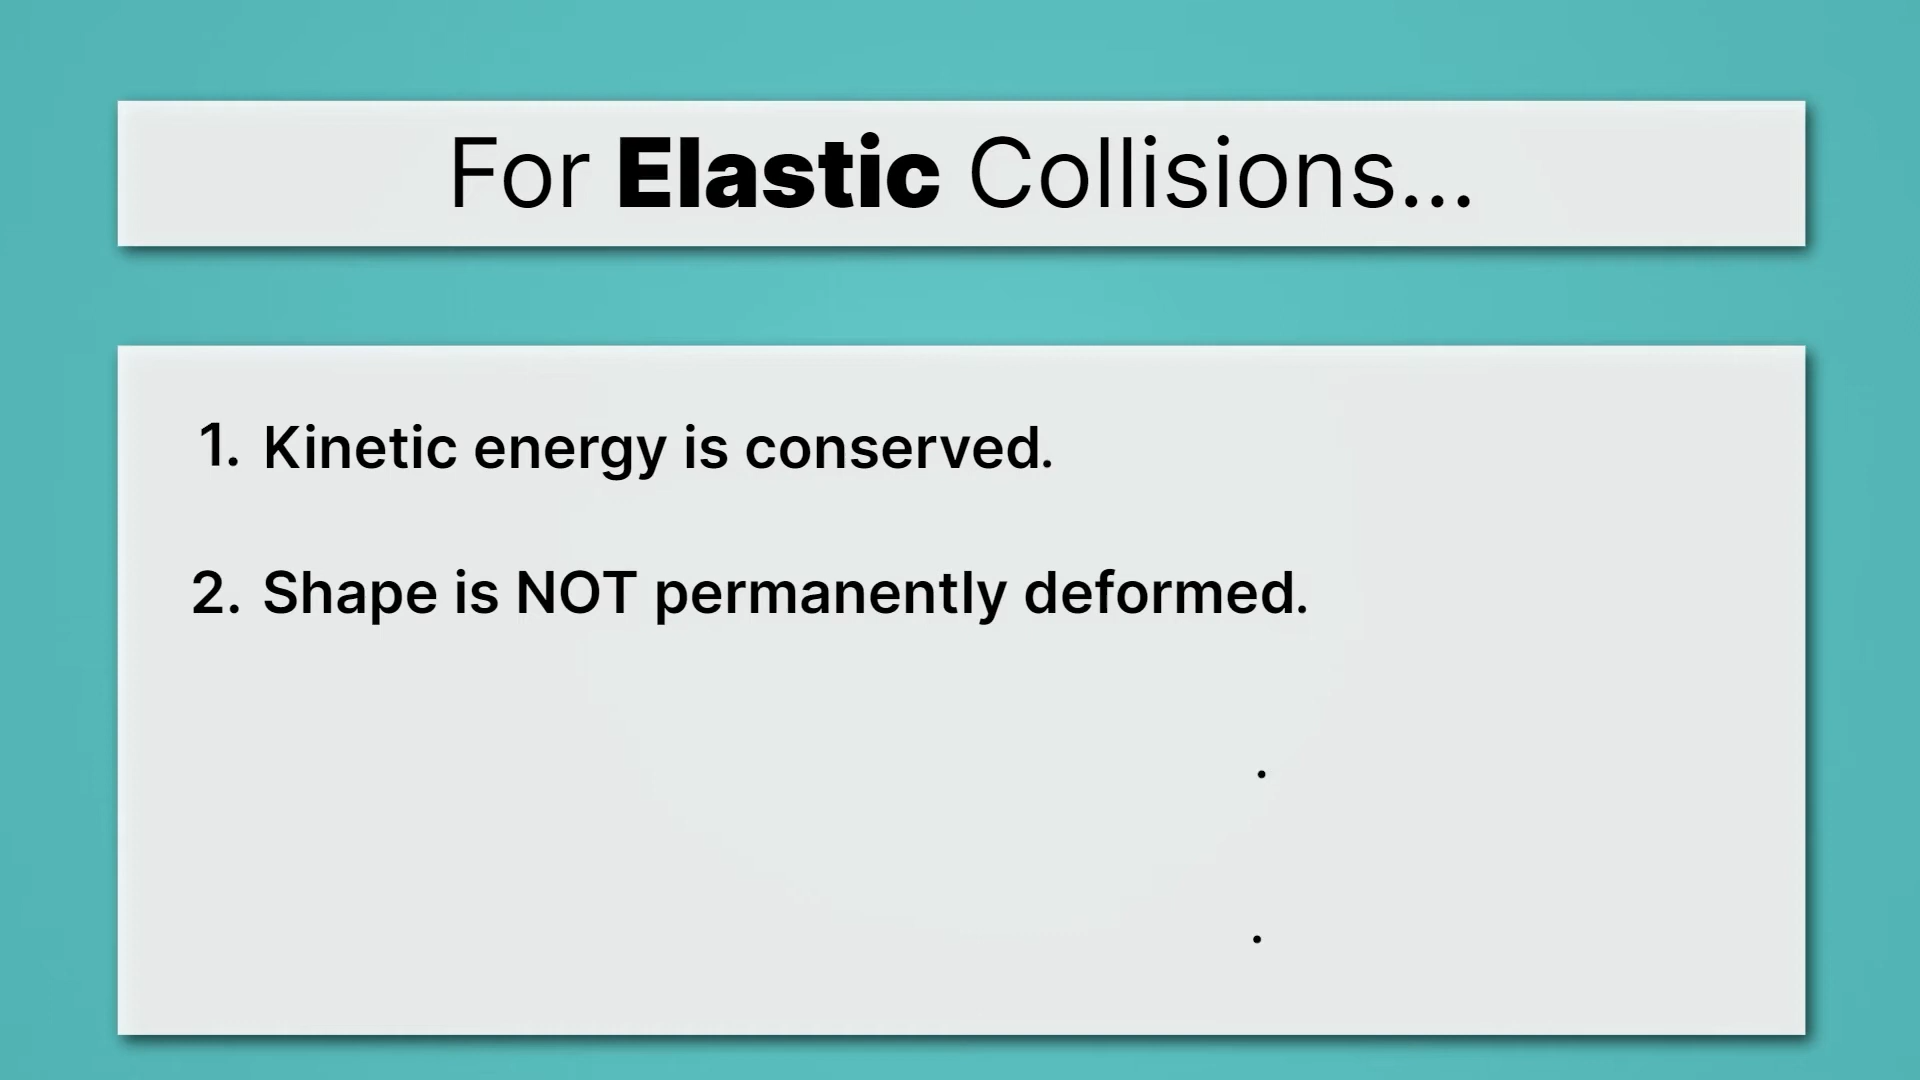 For Elastic Collisions...
1. Kinetic energy is conserved.
2. Shape is NOT permanently deformed.
.
.